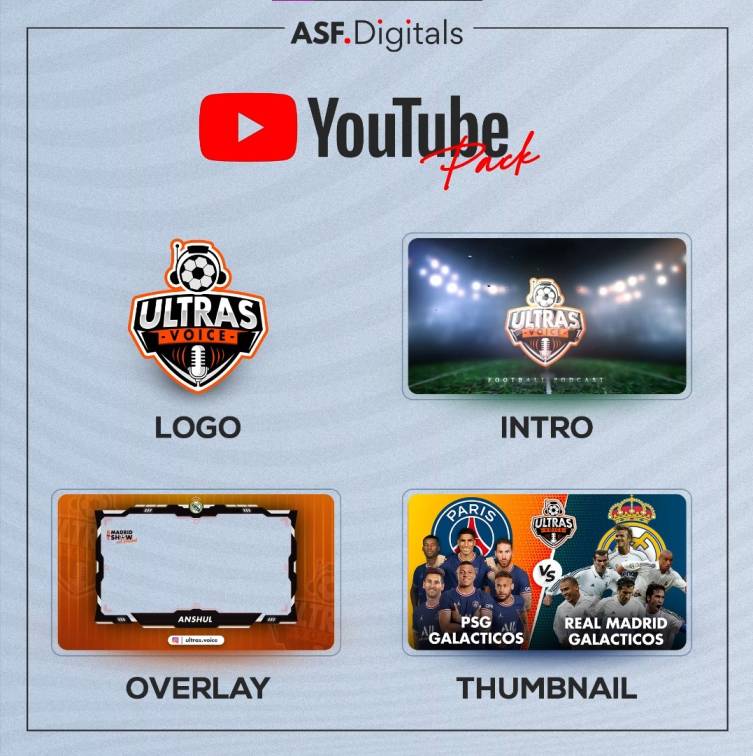 ASF.Digitals
YouTube
Pack
ULTRAS
-VOICE-
LOGO
ULTRAS
-VOICE-
FOOTBALL PODCAST
INTRO
MADRID
SHOW
ANSHUL
ultras.voice
OVERLAY
PARIS
ULTRAS
VOICE
VS
PSG
GALACTICOS
REAL MADRID
GALACTICOS
THUMBNAIL